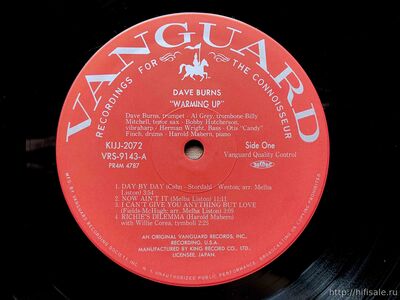 VANGUARD
RECORDINGS FOR THE CONNOISSEUR
DAVE BURNS
"WARMING UP"
Dave Burns, trumpet - Al Grey, trombone-Billy
Mitchell, tenor sax - Bobby Hutcherson,
vibraharp - Herman Wright, Bass - Otis "Candy"
Finch, drums - Harold Mabern, piano
KIJJ-2072
VRS-9143-A
PR4M 4787
Side One
Vanguard Quality Control
1 DAY BY DAY (Cahn - Stordahl - Weston; arr. Melba
Liston) 3:54
2 NOW AIN'T IT (Melba Liston) 11:11
3 I CAN'T GIVE YOU ANYTHING BUT LOVE
(Fields-McHugh; arr. Melba Liston) 3:09
4 RICHIE'S DILEMMA (Harold Mabern)
with Willie Correa, tymboli 2:25
AN ORIGINAL VANGUARD RECORDS INC.
RECORDING. U.S.A.
MANUFACTURED BY KING RECORD CO., LTD.
LICENSEE, JAPAN.
http://hifisale.ru